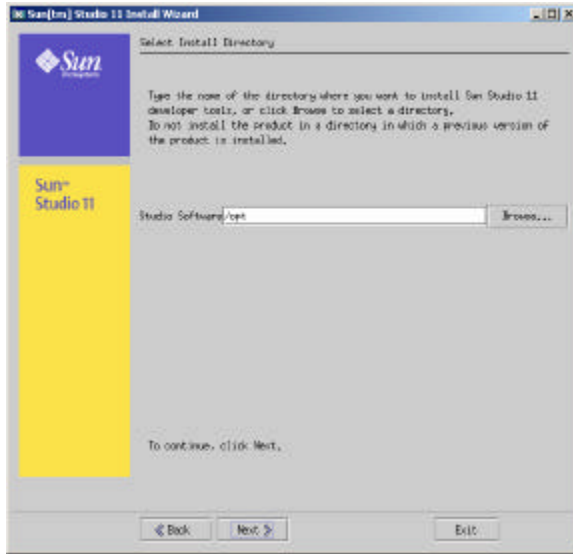 Sun[tm] Studio 11 Install Wizard
Select Install Directory
Sun
microsystems
Type the name of the directory where you want to install Sun Studio 11
developer tools, or click Browse to select a directory.
Do not install the product in a directory in which a previous version of
the product is installed.
Sun™
Studio 11
Studio Software /opt Browse...
To continue, click Next.
Back Next Exit